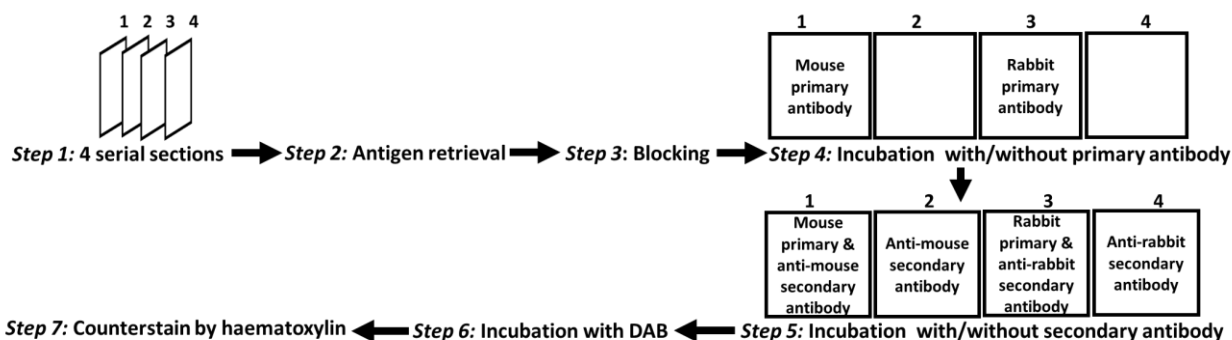 1 2 3 4
1 2 3 4
Mouse
primary
antibody
Rabbit
primary
antibody
Step 1: 4 serial sections
Step 2: Antigen retrieval
Step 3: Blocking
Step 4: Incubation with/without primary antibody
1 2 3 4
Mouse
primary &
anti-mouse
secondary
antibody
Anti-mouse
secondary
antibody
Rabbit
primary &
anti-rabbit
secondary
antibody
Anti-rabbit
secondary
antibody
Step 7: Counterstain by haematoxylin
Step 6: Incubation with DAB
Step 5: Incubation with/without secondary antibody